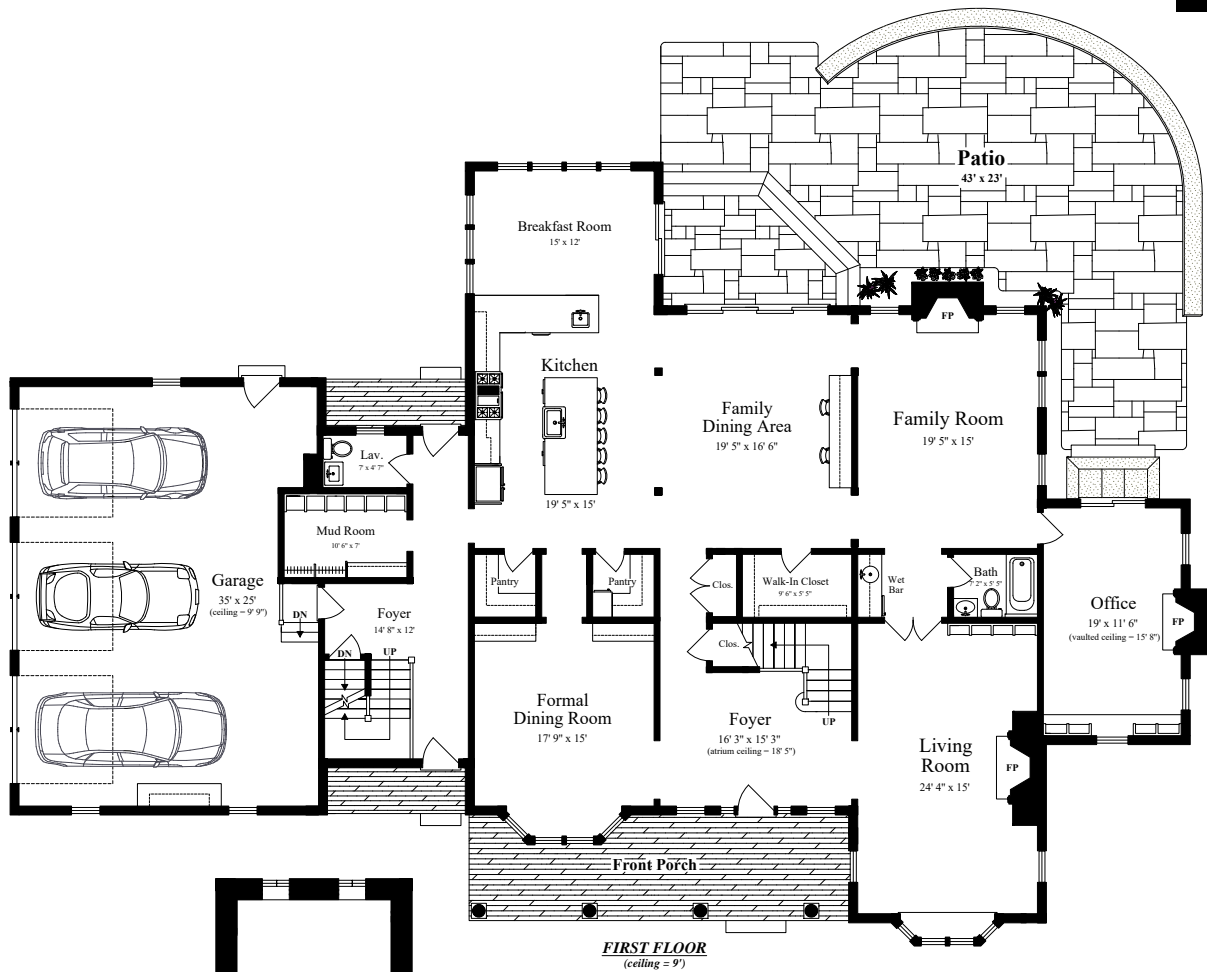 Patio
43' x 23'
Breakfast Room
15' x 12'
FP
Kitchen
19' 5" x 15'
Family
Dining Area
19' 5" x 16' 6"
Family Room
19' 5" x 15'
Lav.
7' x 4' 7"
Mud Room
10' 6" x 7'
Garage
35' x 25'
(ceiling = 9' 9")
DN
Foyer
14' 8" x 12'
DN
UP
Pantry
Pantry
Clos.
Walk-In Closet
9' 6" x 5' 5"
Wet
Bar
Bath
7' 2" x 5' 5"
Office
19' x 11' 6"
(vaulted ceiling = 15' 8")
FP
Clos.
UP
Formal
Dining Room
17' 9" x 15'
Foyer
16' 3" x 15' 3"
(atrium ceiling = 18' 5")
Living
Room
24' 4" x 15'
FP
Front Porch
FIRST FLOOR
(ceiling = 9')